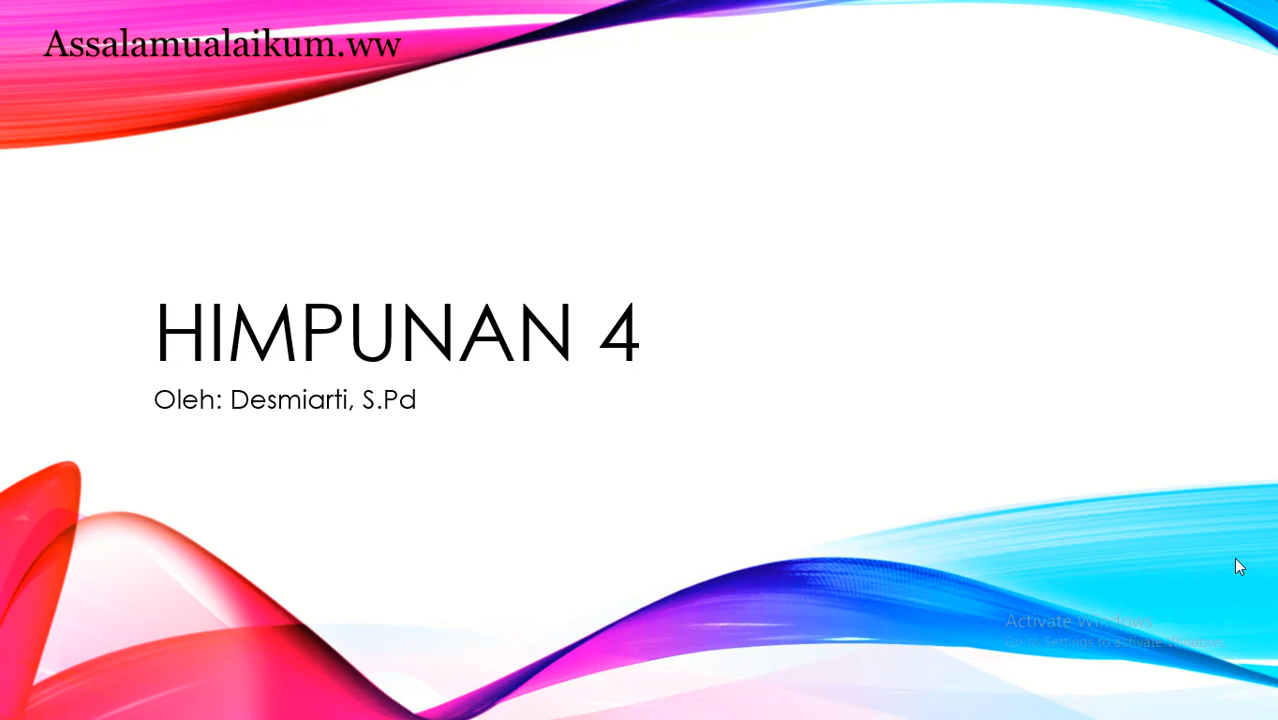 Assalamualaikum.ww
HIMPUNAN 4
Oleh: Desmiarti, S.Pd
Activate Windows
Go to Settings to activate Windows.